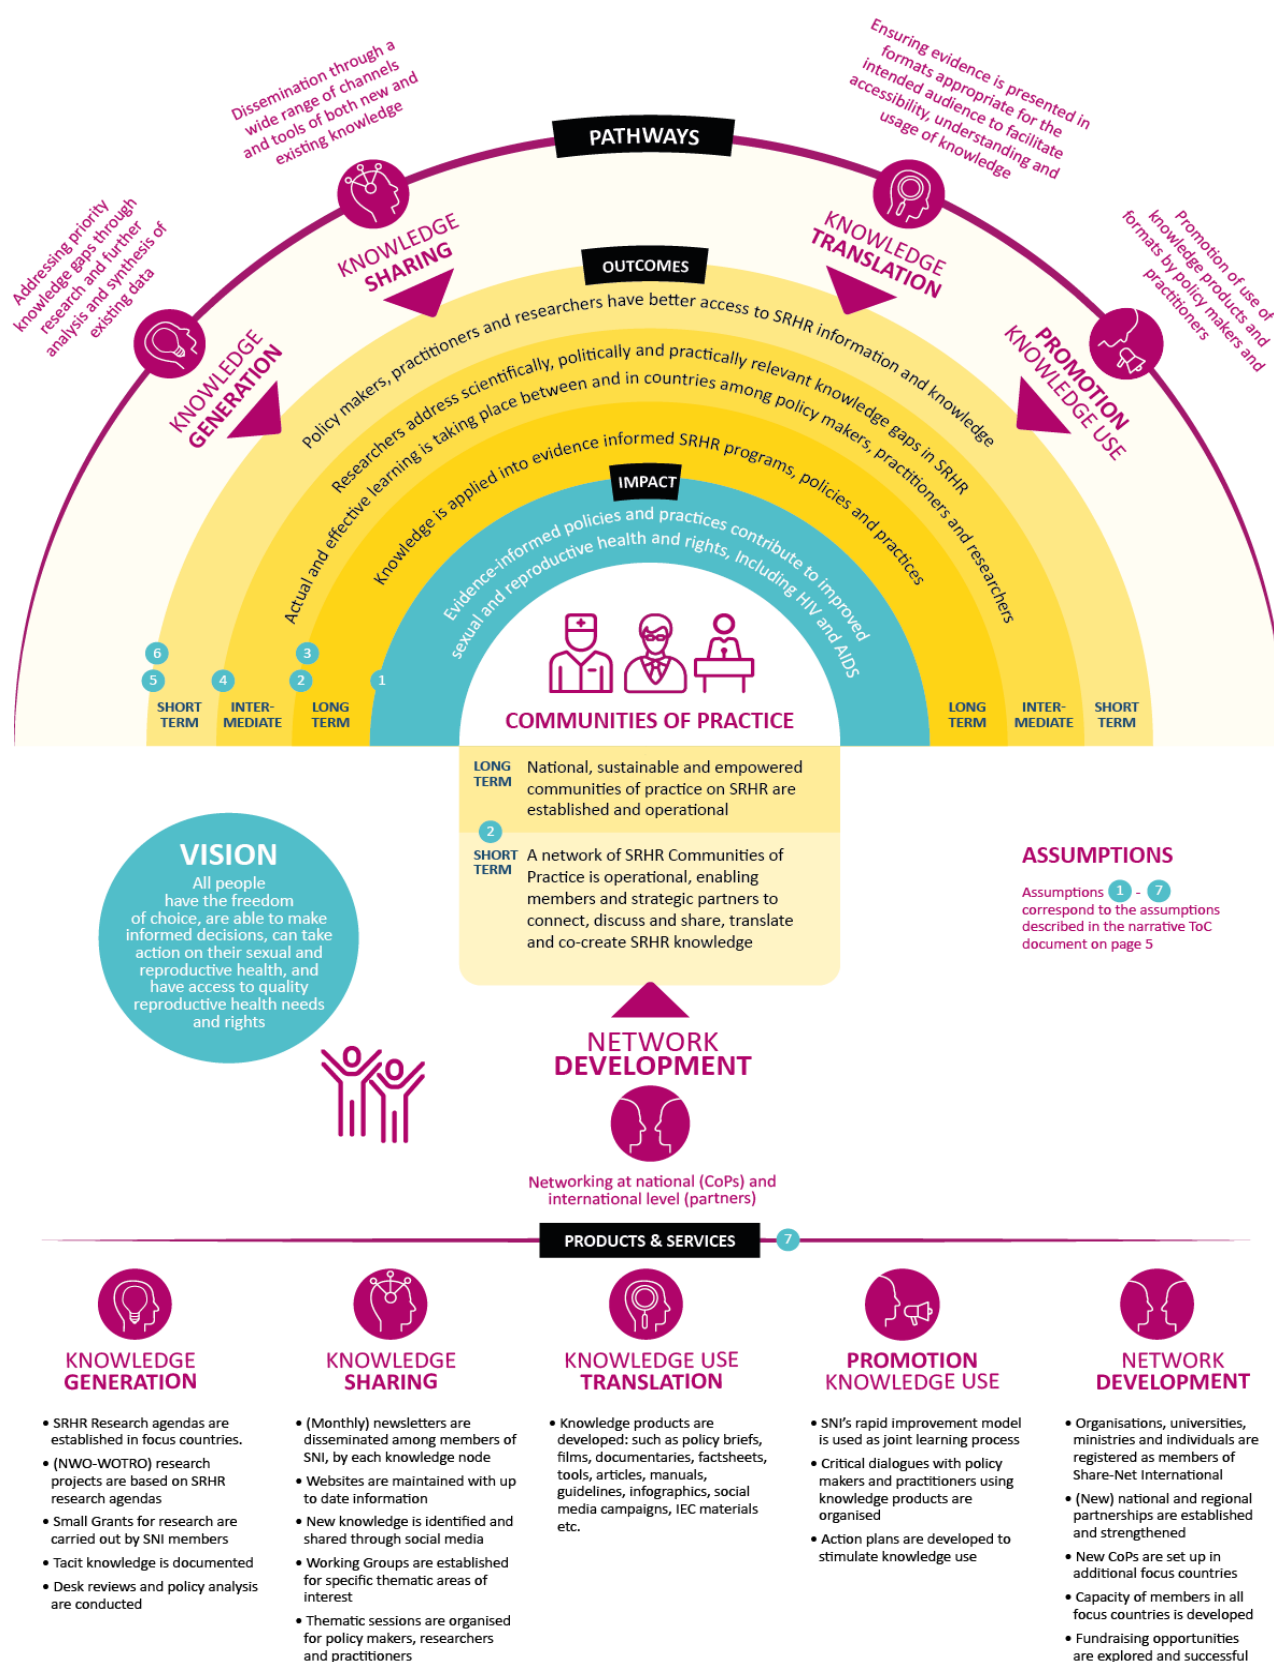 Ensuring evidence is presented in
formats appropriate for the
intended audience to facilitate
accessibility, understanding and
usage of knowledge
Dissemination through a
wide range of channels
and tools of both new and
existing knowledge
PATHWAYS
Addressing priority
knowledge gaps through
research and further
analysis and synthesis of
existing data
Promotion of use of
knowledge products and
formats by policy makers and
practitioners
KNOWLEDGE
SHARING
KNOWLEDGE
TRANSLATION
KNOWLEDGE
GENERATION
PROMOTION
KNOWLEDGE USE
OUTCOMES
Policy makers, practitioners and researchers have better access to SRHR information and knowledge
Researchers address scientifically, politically and practically relevant knowledge gaps in SRHR
Actual and effective learning is taking place between and in countries among policy makers, practitioners and researchers
Knowledge is applied into evidence informed SRHR programs, policies and practices
IMPACT
Evidence-informed policies and practices contribute to improved
sexual and reproductive health and rights, Including HIV and AIDS
6
3
5
4
2
1
SHORT
TERM
INTER-
MEDIATE
LONG
TERM
COMMUNITIES OF PRACTICE
LONG
TERM
INTER-
MEDIATE
SHORT
TERM
LONG
TERM
National, sustainable and empowered
communities of practice on SRHR are
established and operational
2
SHORT
TERM
A network of SRHR Communities of
Practice is operational, enabling
members and strategic partners to
connect, discuss and share, translate
and co-create SRHR knowledge
VISION
All people
have the freedom
of choice, are able to make
informed decisions, can take
action on their sexual and
reproductive health, and
have access to quality
reproductive health needs
and rights
ASSUMPTIONS
Assumptions 1 - 7
correspond to the assumptions
described in the narrative ToC
document on page 5
NETWORK
DEVELOPMENT
Networking at national (CoPs) and
international level (partners)
PRODUCTS & SERVICES
7
KNOWLEDGE
GENERATION
• SRHR Research agendas are
established in focus countries.
• (NWO-WOTRO) research
projects are based on SRHR
research agendas
• Small Grants for research are
carried out by SNI members
• Tacit knowledge is documented
• Desk reviews and policy analysis
are conducted
KNOWLEDGE
SHARING
• (Monthly) newsletters are
disseminated among members of
SNI, by each knowledge node
• Websites are maintained with up
to date information
• New knowledge is identified and
shared through social media
• Working Groups are established
for specific thematic areas of
interest
• Thematic sessions are organised
for policy makers, researchers
and practitioners
KNOWLEDGE USE
TRANSLATION
• Knowledge products are
developed: such as policy briefs,
films, documentaries, factsheets,
tools, articles, manuals,
guidelines, infographics, social
media campaigns, IEC materials
etc.
PROMOTION
KNOWLEDGE USE
• SNI's rapid improvement model
is used as joint learning process
• Critical dialogues with policy
makers and practitioners using
knowledge products are
organised
• Action plans are developed to
stimulate knowledge use
NETWORK
DEVELOPMENT
• Organisations, universities,
ministries and individuals are
registered as members of
Share-Net International
• (New) national and regional
partnerships are established
and strengthened
• New CoPs are set up in
additional focus countries
• Capacity of members in all
focus countries is developed
• Fundraising opportunities
are explored and successful